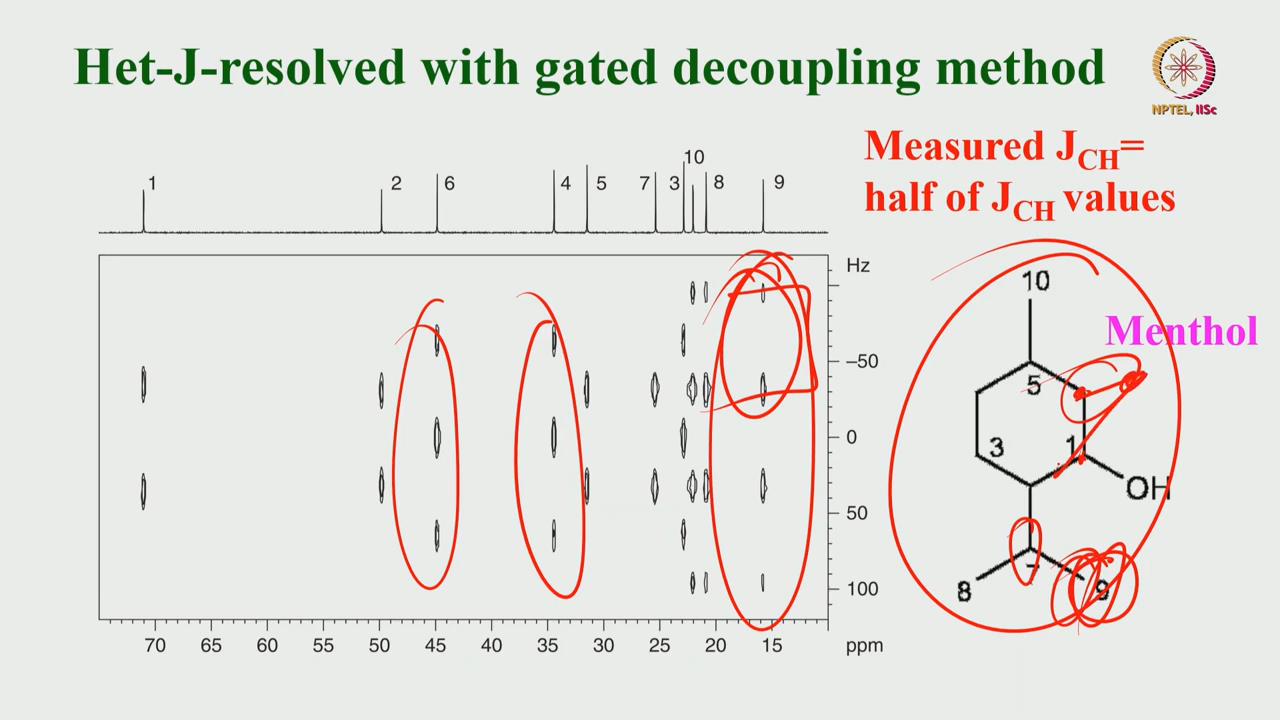 Het-J-resolved with gated decoupling method
NPTEL, IISc
Measured J_CH=
half of J_CH values
1 2 6 4 5 7 3 10 8 9
Hz
−50
0
50
100
70 65 60 55 50 45 40 35 30 25 20 15 ppm
10
Menthol
5
3 1
OH
7
8 9